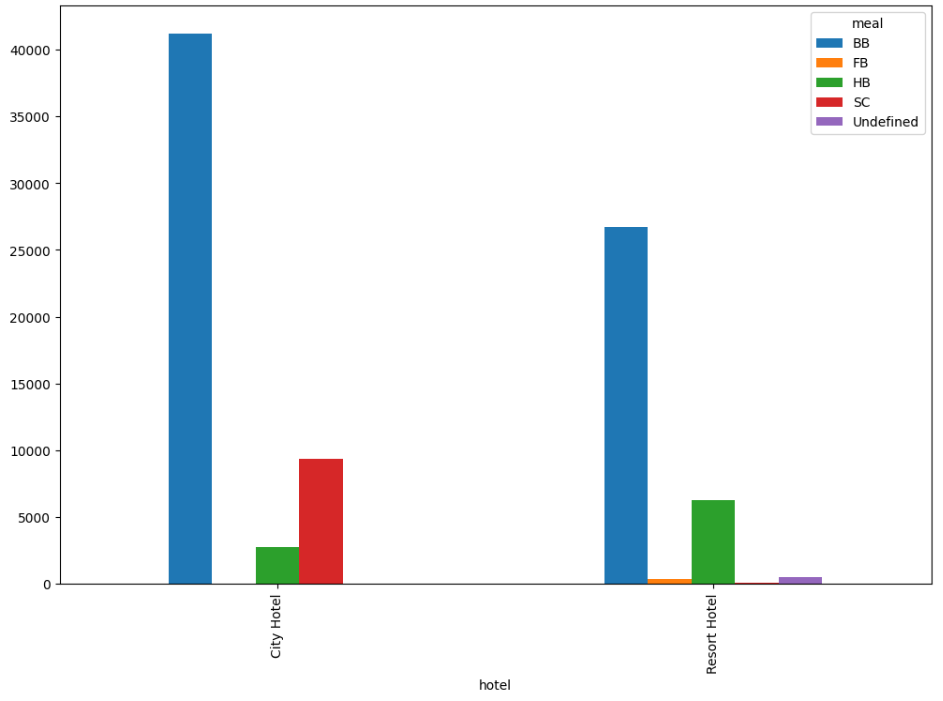 meal
BB
FB
HB
SC
Undefined
40000
35000
30000
25000
20000
15000
10000
5000
0
City Hotel
Resort Hotel
hotel